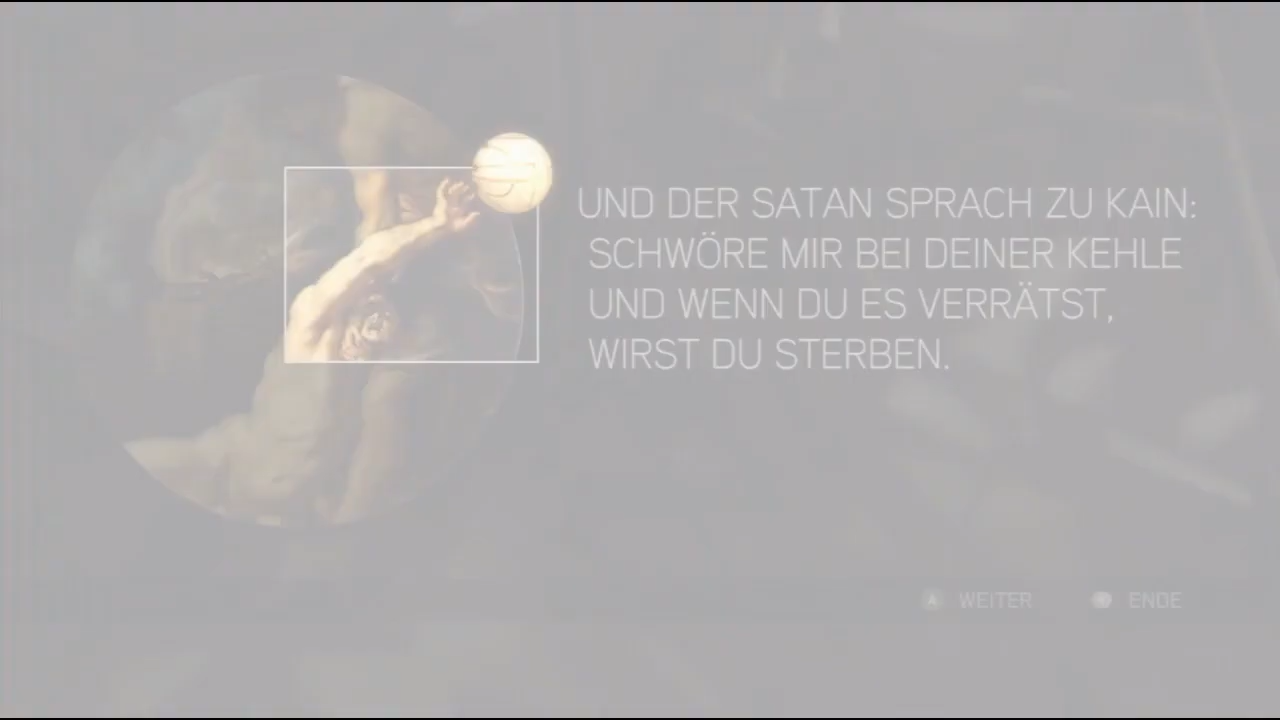 UND DER SATAN SPRACH ZU KAIN:
SCHWÖRE MIR BEI DEINER KEHLE
UND WENN DU ES VERRÄTST,
WIRST DU STERBEN.
A WEITER ENDE